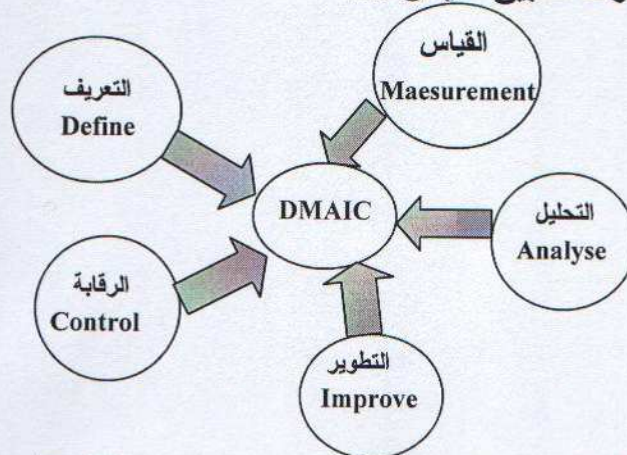 التعريف
Define
القياس
Maesurement
DMAIC
التحليل
Analyse
الرقابة
Control
التطوير
Improve